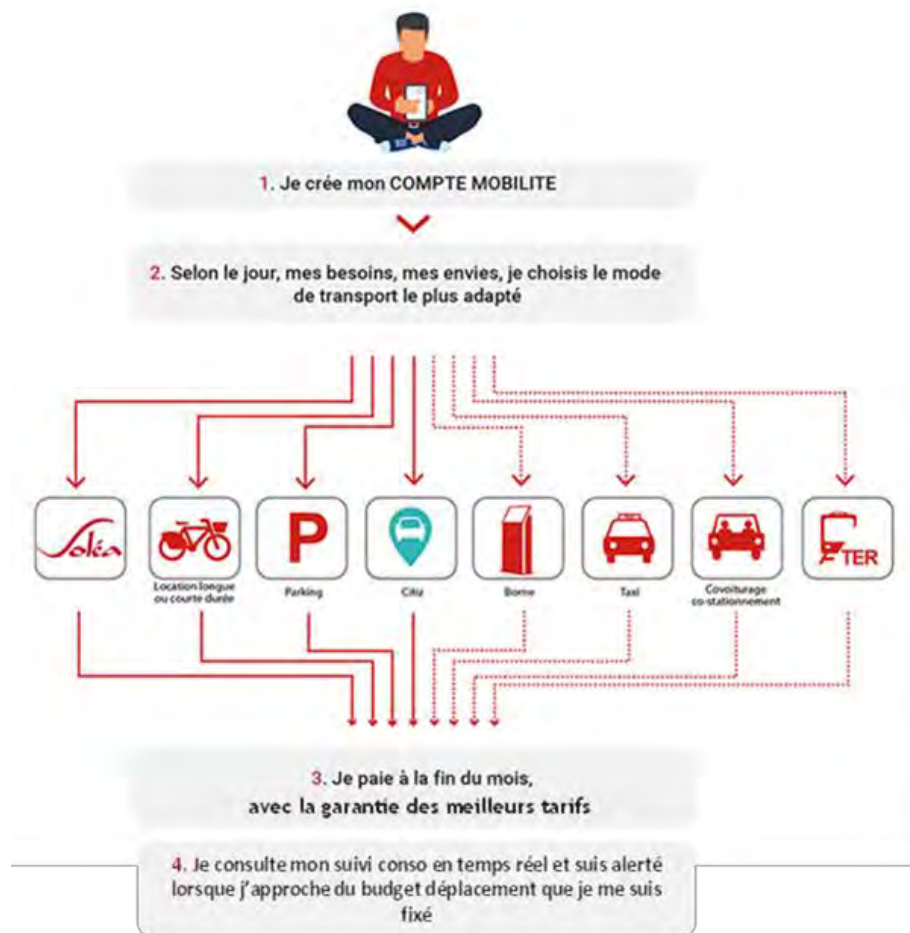 1. Je crée mon COMPTE MOBILITE
2. Selon le jour, mes besoins, mes envies, je choisis le mode
de transport le plus adapté
Soléa
P
TER
Location longue
ou courte durée
Parking
Citiz
Borne
Taxi
Covoiturage
co-stationnement
3. Je paie à la fin du mois,
avec la garantie des meilleurs tarifs
4. Je consulte mon suivi conso en temps réel et suis alerté
lorsque j'approche du budget déplacement que je me suis
fixé